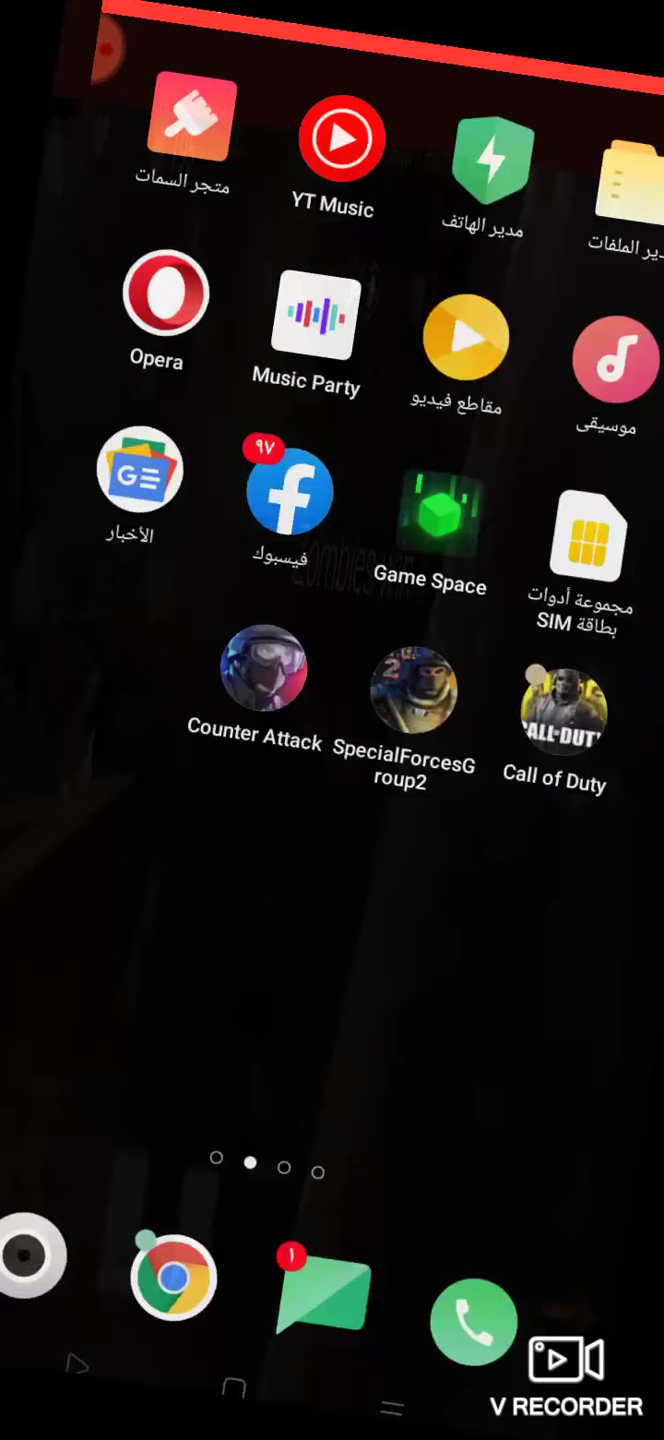 متجر السمات
YT Music
مدير الهاتف
Opera
Music Party
مقاطع فيديو
موسيقى
الأخبار
٩٧
فيسبوك
Game Space
مجموعة أدوات
بطاقة SIM
Counter Attack
SpecialForcesG
roup2
Call of Duty
١
V RECORDER